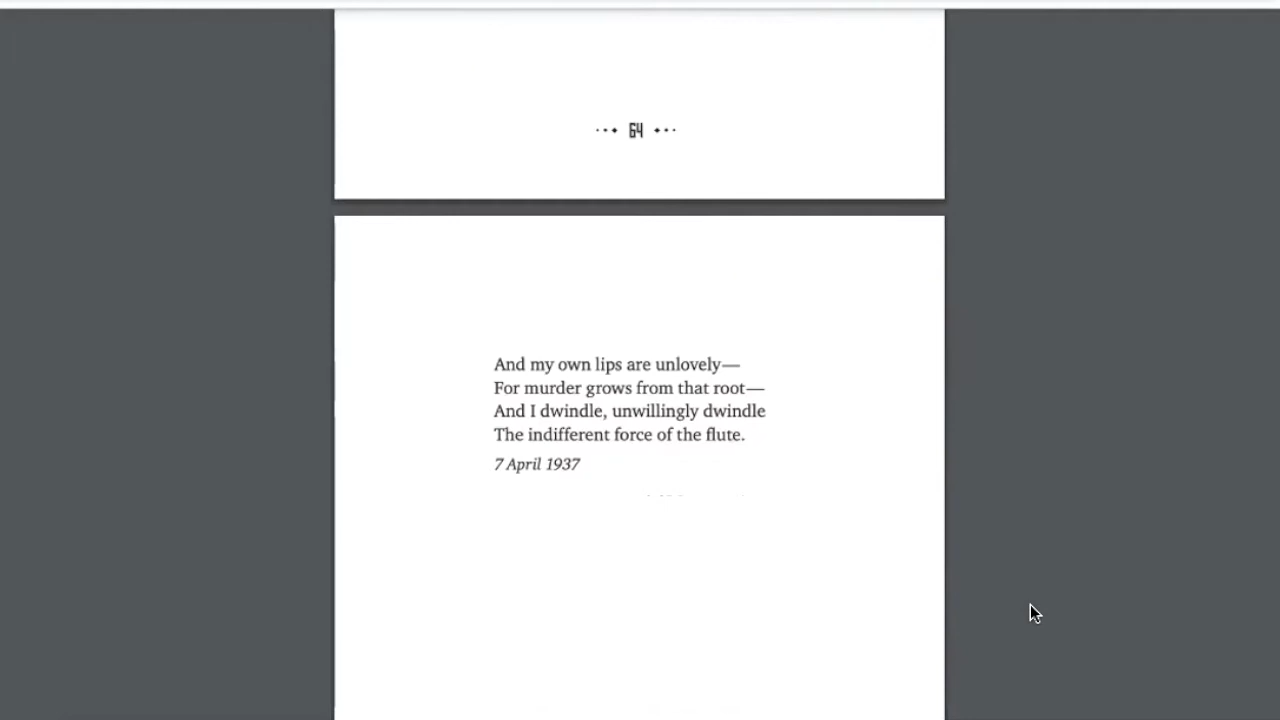 64
And my own lips are unlovely—
For murder grows from that root—
And I dwindle, unwillingly dwindle
The indifferent force of the flute.
7 April 1937